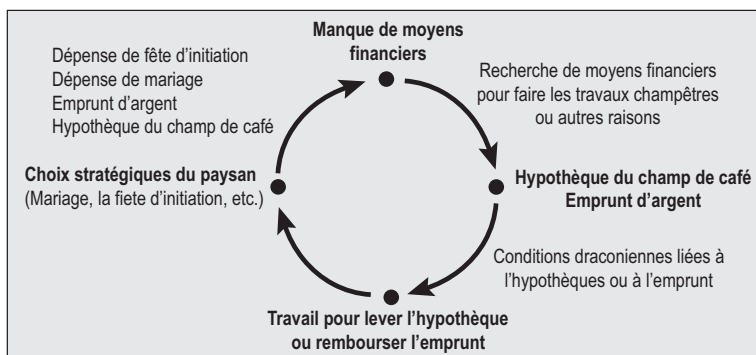 Manque de moyens
financiers
Dépense de fête d'initiation
Dépense de mariage
Emprunt d'argent
Hypothèque du champ de café
Recherche de moyens financiers
pour faire les travaux champêtres
ou autres raisons
Choix stratégiques du paysan
(Mariage, la fiete d'initiation, etc.)
Hypothèque du champ de café
Emprunt d'argent
Conditions draconiennes liées à
l'hypothèques ou à l'emprunt
Travail pour lever l'hypothèque
ou rembourser l'emprunt